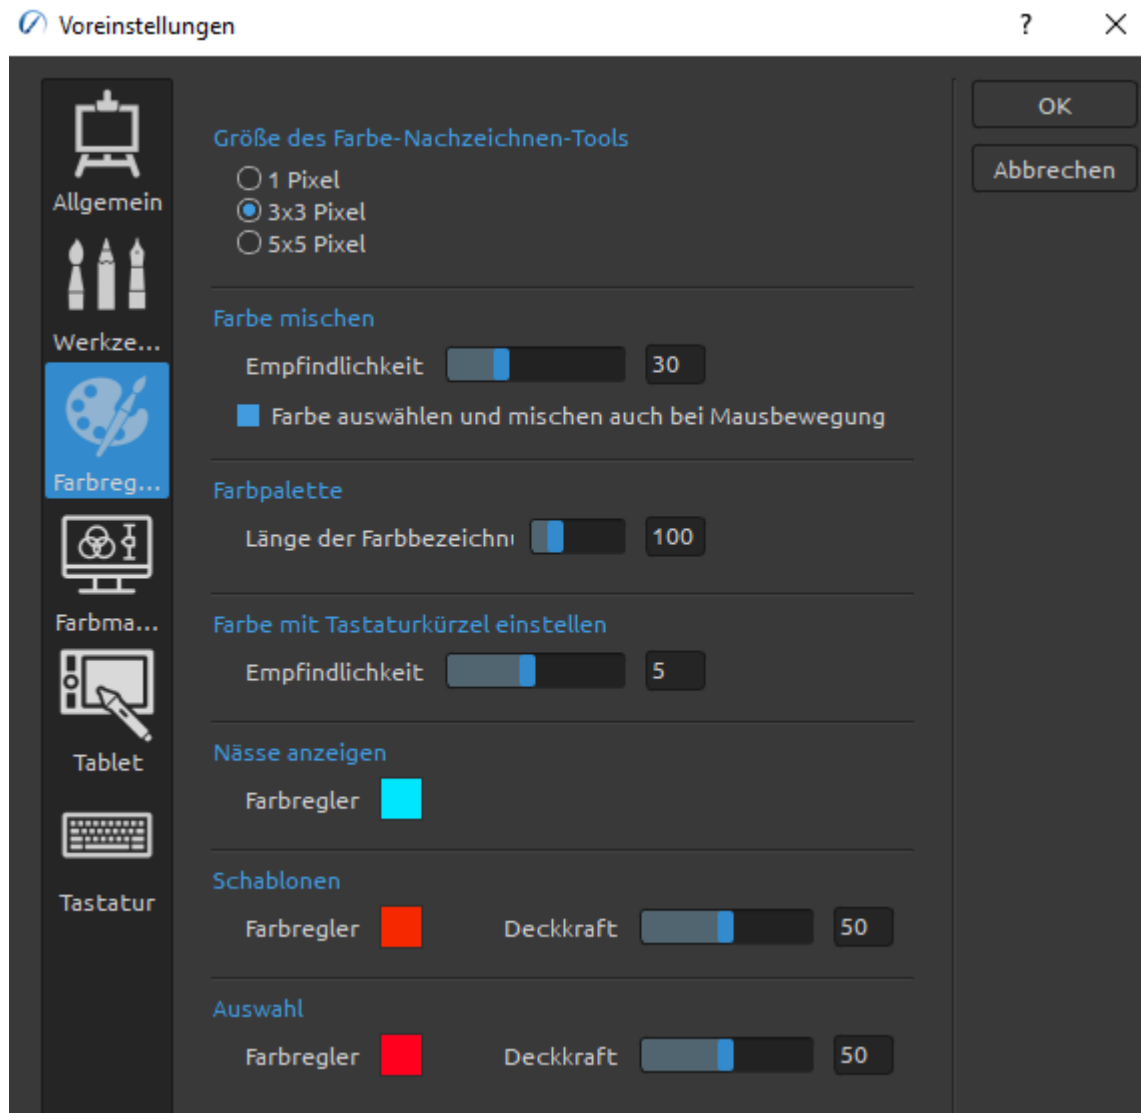 Voreinstellungen
?
OK
Abbrechen
Allgemein
Werkze...
Farbreg...
Farbma...
Tablet
Tastatur
Größe des Farbe-Nachzeichnen-Tools
1 Pixel
3x3 Pixel
5x5 Pixel
Farbe mischen
Empfindlichkeit 30
Farbe auswählen und mischen auch bei Mausbewegung
Farbpalette
Länge der Farbbezeichnu 100
Farbe mit Tastaturkürzel einstellen
Empfindlichkeit 5
Nässe anzeigen
Farbregler
Schablonen
Farbregler Deckkraft 50
Auswahl
Farbregler Deckkraft 50